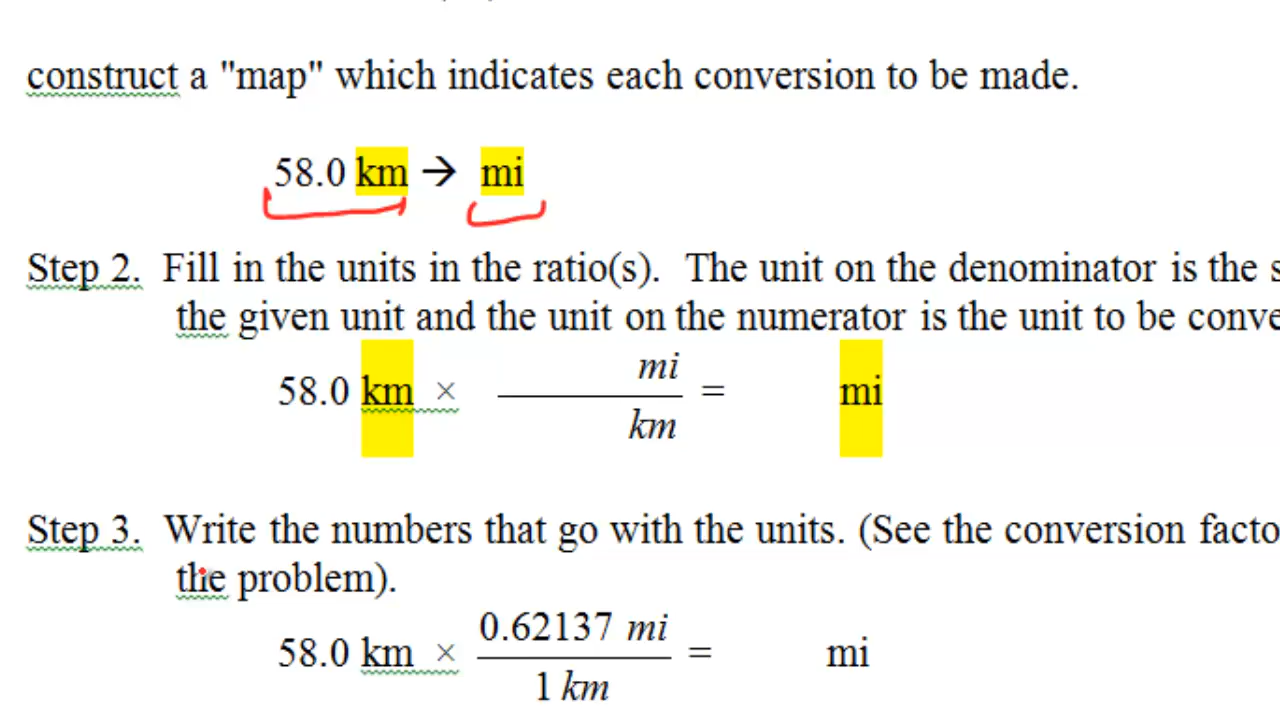 construct a "map" which indicates each conversion to be made.
58.0 km → mi
Step 2. Fill in the units in the ratio(s). The unit on the denominator is the
the given unit and the unit on the numerator is the unit to be
58.0 km × mi/km = mi
Step 3. Write the numbers that go with the units. (See the conversion
the problem).
58.0 km × 0.62137 mi/1 km = mi